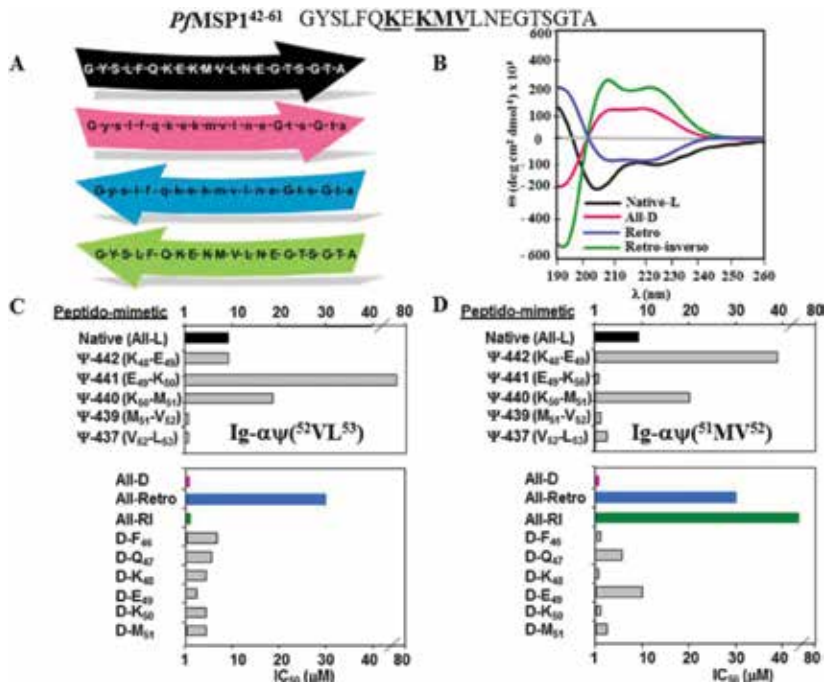 PfMSP1⁴²⁻⁶¹ GYSLFQKEKMVLNEGTSGTA
A
G-Y-S-L-F-Q-K-E-K-M-V-L-N-E-G-T-S-G-T-A
G-y-s-l-f-q-k-e-k-m-v-l-n-e-G-t-s-G-t-a
G-y-s-l-f-q-k-e-k-m-v-l-n-e-G-t-s-G-t-a
G-Y-S-L-F-Q-K-E-K-M-V-L-N-E-G-T-S-G-T-A
B
600
400
200
0
- 100
- 400
- 600
ω (deg cm² dmol⁻¹) x 10³
Native-L
All-D
Retro
Retro-inverso
190 200 210 220 230 240 250 260
λ (nm)
C
Peptido-mimetic
1 10 20 30 40 80
Native (All-L)
Ψ-442 (K₄₈-E₄₉)
Ψ-441 (E₄₉-K₅₀)
Ψ-440 (K₅₀-M₅₁)
Ψ-439 (M₅₁-V₅₂)
Ψ-437 (V₅₂-L₅₃)
Ig-αψ(⁵²VL⁵³)
All-D
All-Retro
All-RI
D-F₄₆
D-Q₄₇
D-K₄₈
D-E₄₉
D-K₅₀
D-M₅₁
1 10 20 30 40 80
IC₅₀ (µM)
D
Peptido-mimetic
1 10 20 30 40 80
Native (All-L)
Ψ-442 (K₄₈-E₄₉)
Ψ-441 (E₄₉-K₅₀)
Ψ-440 (K₅₀-M₅₁)
Ψ-439 (M₅₁-V₅₂)
Ψ-437 (V₅₂-L₅₃)
Ig-αψ(⁵¹MV⁵²)
All-D
All-Retro
All-RI
D-F₄₆
D-Q₄₇
D-K₄₈
D-E₄₉
D-K₅₀
D-M₅₁
1 10 20 30 40 80
IC₅₀ (µM)